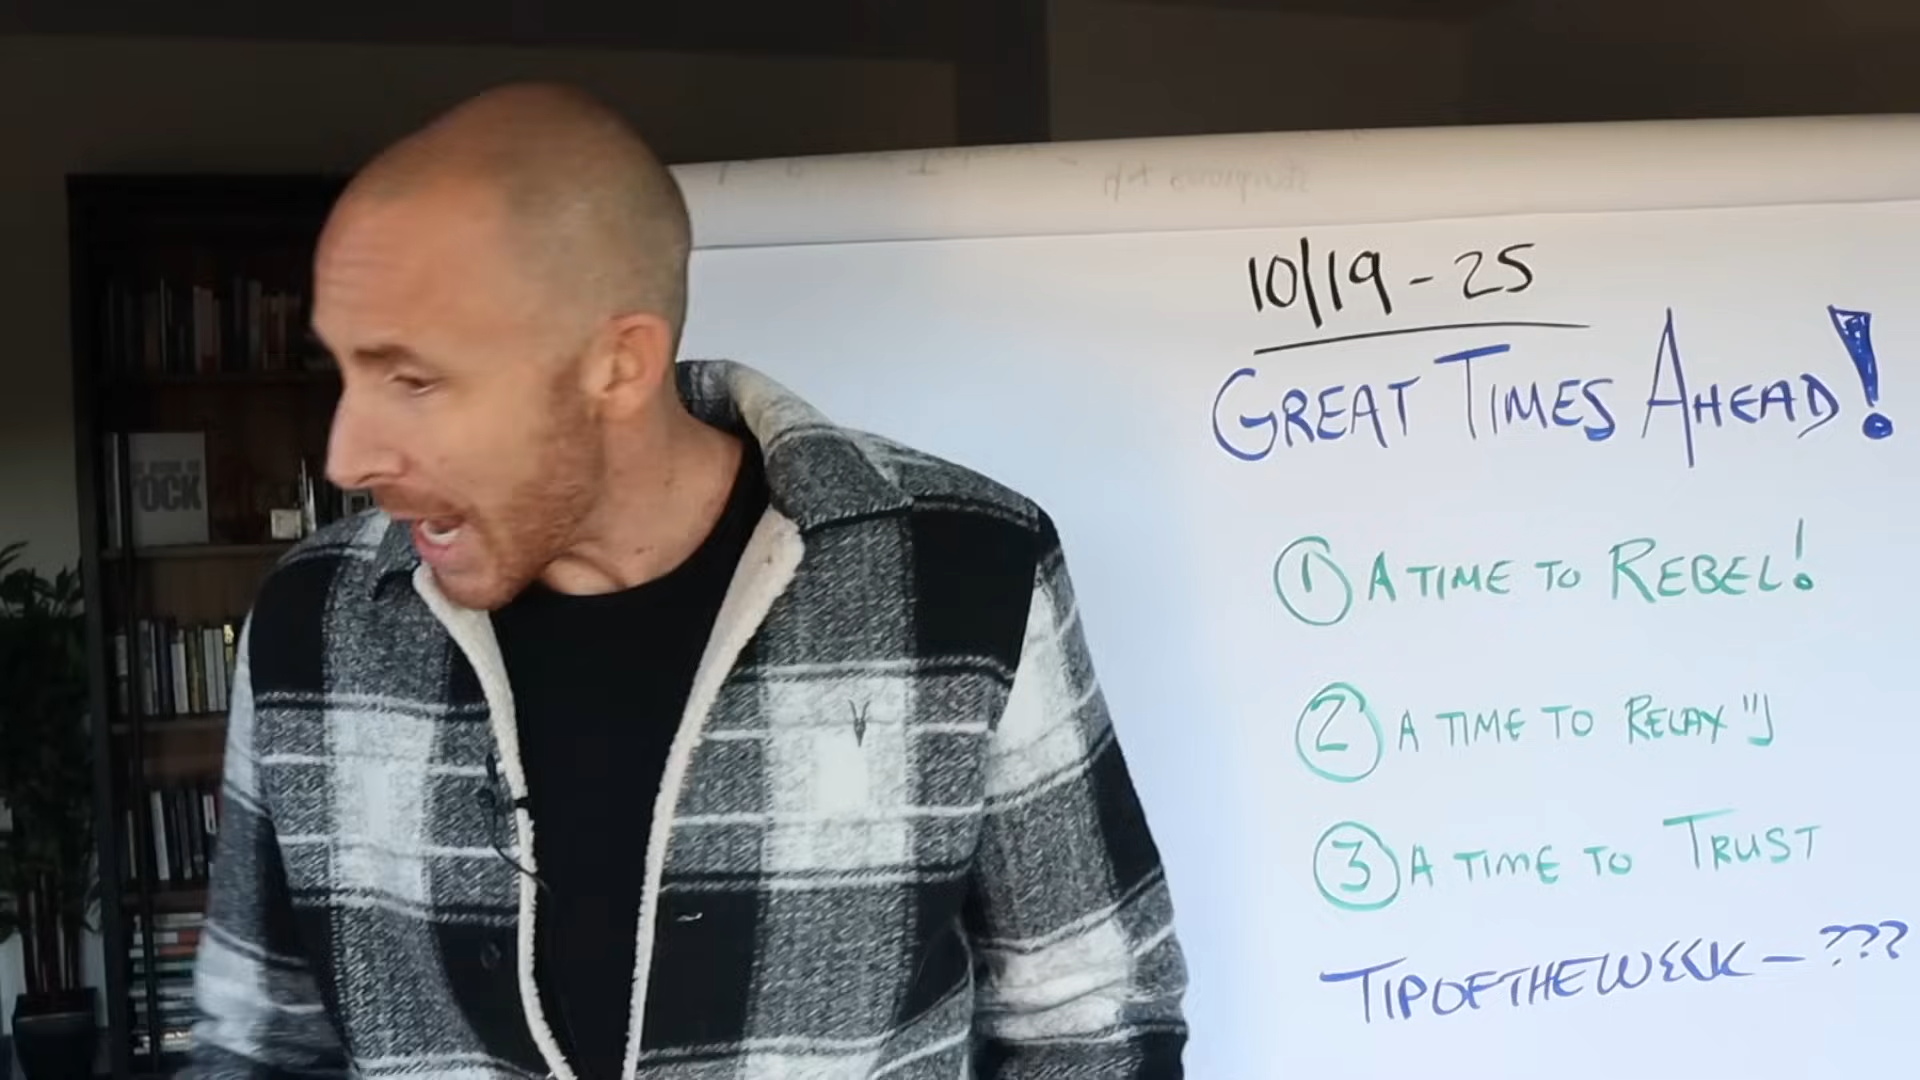 10/19-25
GREAT TIMES AHEAD!
1 A TIME TO REBEL!
2 A TIME TO RELAX
3 A TIME TO TRUST
TIPOFTHEWEEK - ???
OCK